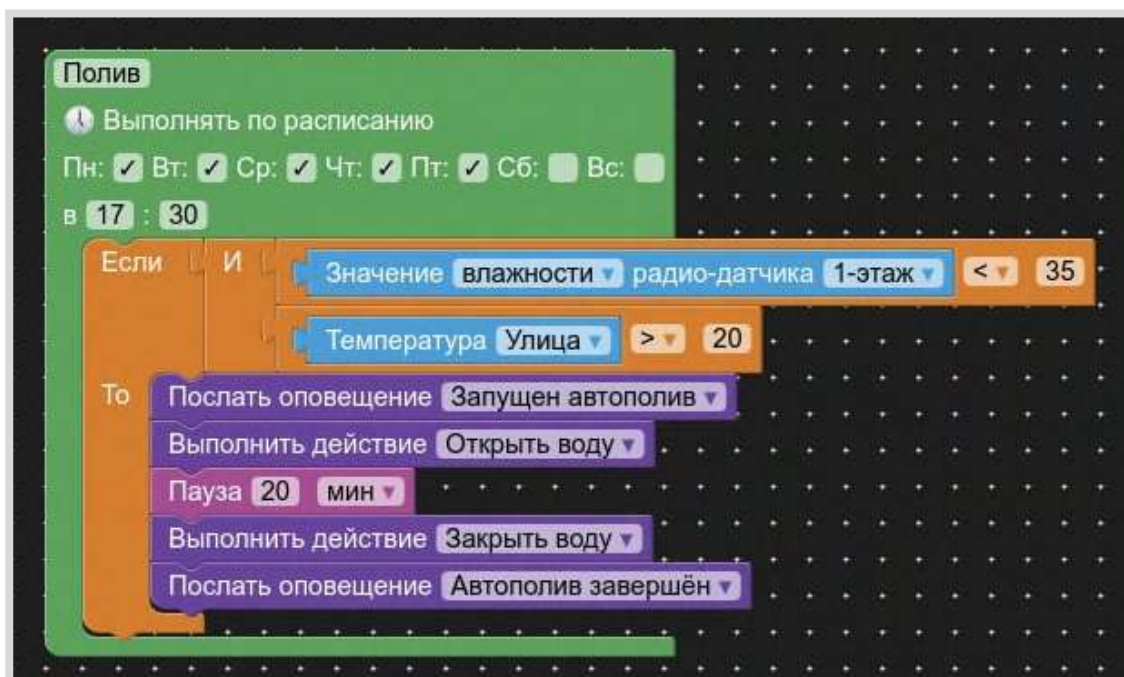 Полив
Выполнять по расписанию
Пн: ✓ Вт: ✓ Ср: ✓ Чт: ✓ Пт: ✓ Сб: Вс:
в 17 : 30
Если И Значение влажности радио-датчика 1-этаж < 35
Температура Улица > 20
То Послать оповещение Запущен автополив
Выполнить действие Открыть воду
Пауза 20 мин
Выполнить действие Закрыть воду
Послать оповещение Автополив завершён